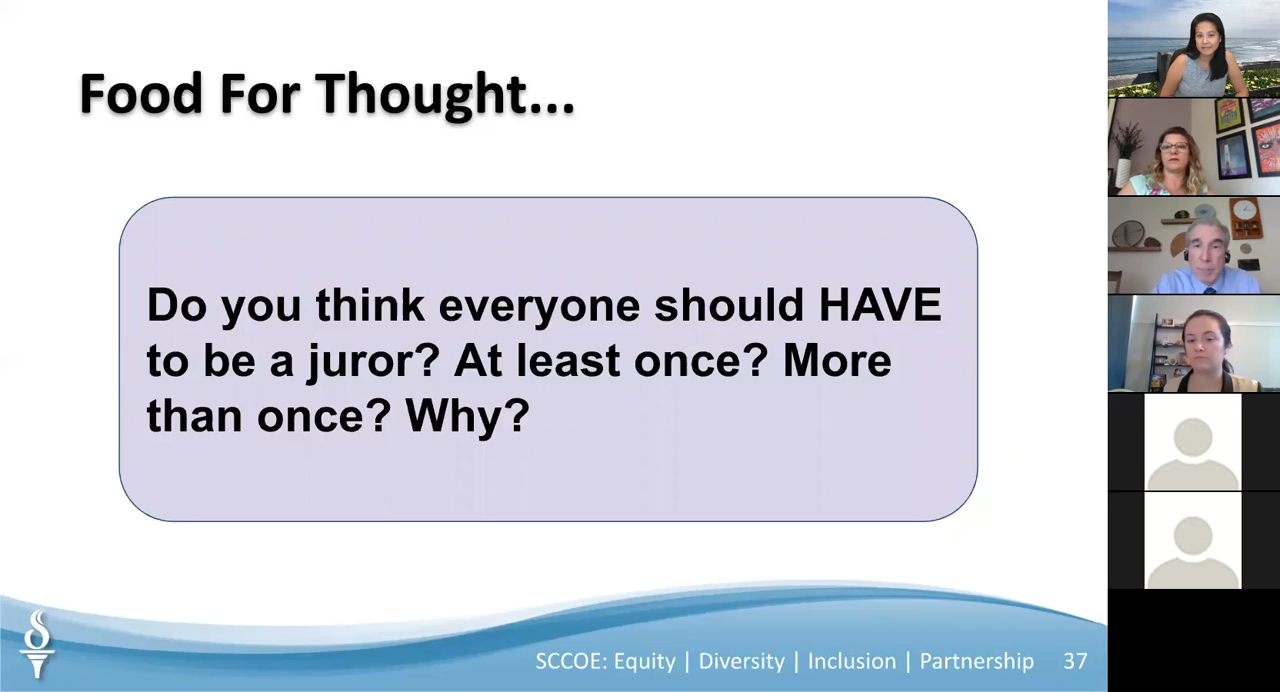 Food For Thought...
Do you think everyone should HAVE
to be a juror? At least once? More
than once? Why?
SCCOE: Equity | Diversity | Inclusion | Partnership 37